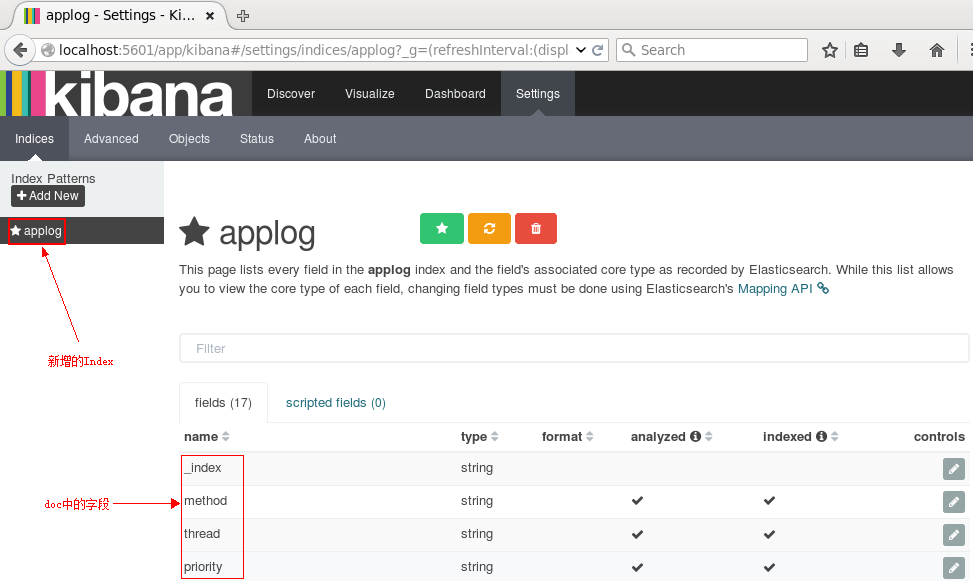 applog - Settings - Ki...
localhost:5601/app/kibana#/settings/indices/applog?_g=(refreshInterval:(displ
Search
kibana
Discover
Visualize
Dashboard
Settings
Indices
Advanced
Objects
Status
About
Index Patterns
Add New
applog
新增的Index
applog
This page lists every field in the applog index and the field's associated core type as recorded by Elasticsearch. While this list allows
you to view the core type of each field, changing field types must be done using Elasticsearch's Mapping API
Filter
fields (17)
scripted fields (0)
name type format analyzed indexed controls
_index string
doc中的字段
method string
thread string
priority string